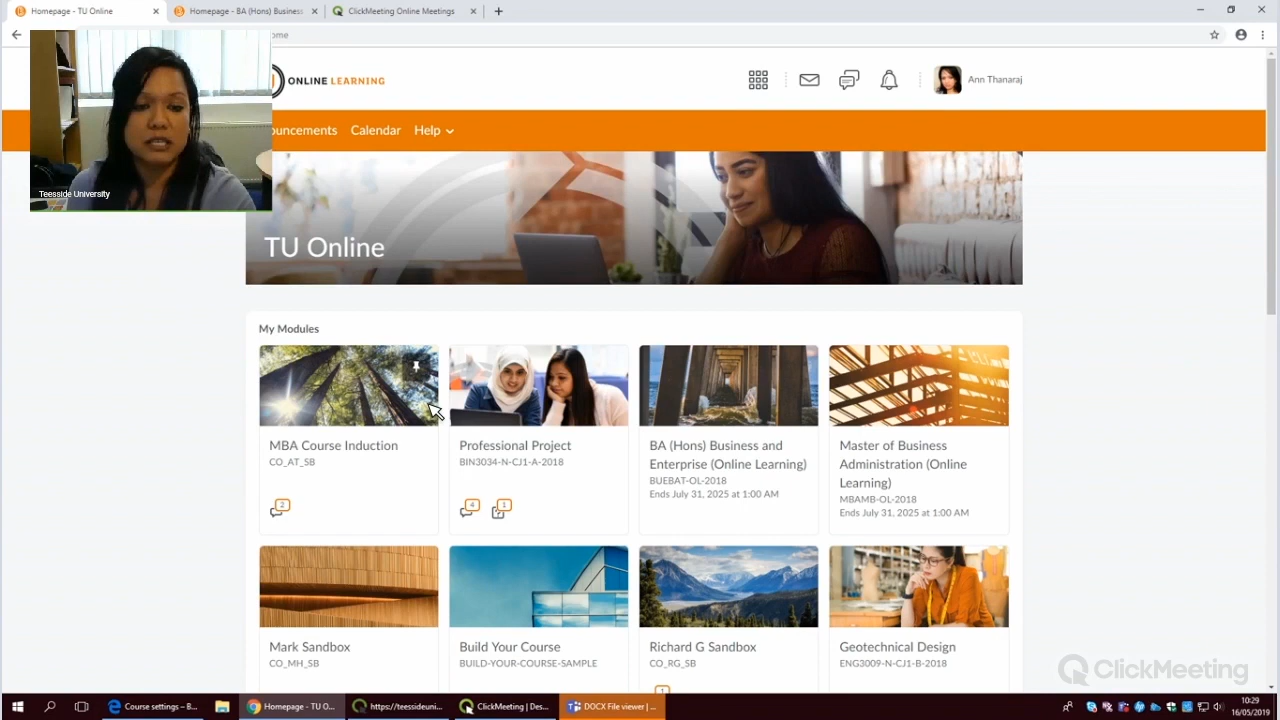 Homepage - TU Online
Homepage - BA (Hons) Business
ClickMeeting Online Meetings
ome
ONLINE LEARNING
Ann Thanaraj
ouncements
Calendar
Help
Teesside University
TU Online
My Modules
MBA Course Induction
CO_AT_SB
2
Professional Project
BIN3034-N-CJ1-A-2018
4
1
BA (Hons) Business and
Enterprise (Online Learning)
BUEBAT-OL-2018
Ends July 31, 2025 at 1:00 AM
Master of Business
Administration (Online
Learning)
MBAMB-OL-2018
Ends July 31, 2025 at 1:00 AM
Mark Sandbox
CO_MH_SB
Build Your Course
BUILD-YOUR-COURSE-SAMPLE
Richard G Sandbox
CO_RG_SB
1
Geotechnical Design
ENG3009-N-CJ1-B-2018
ClickMeeting
Course settings – B...
Homepage - TU O...
https://teessideuni...
ClickMeeting | Des...
DOCX File viewer | ...
10:29
16/05/2019